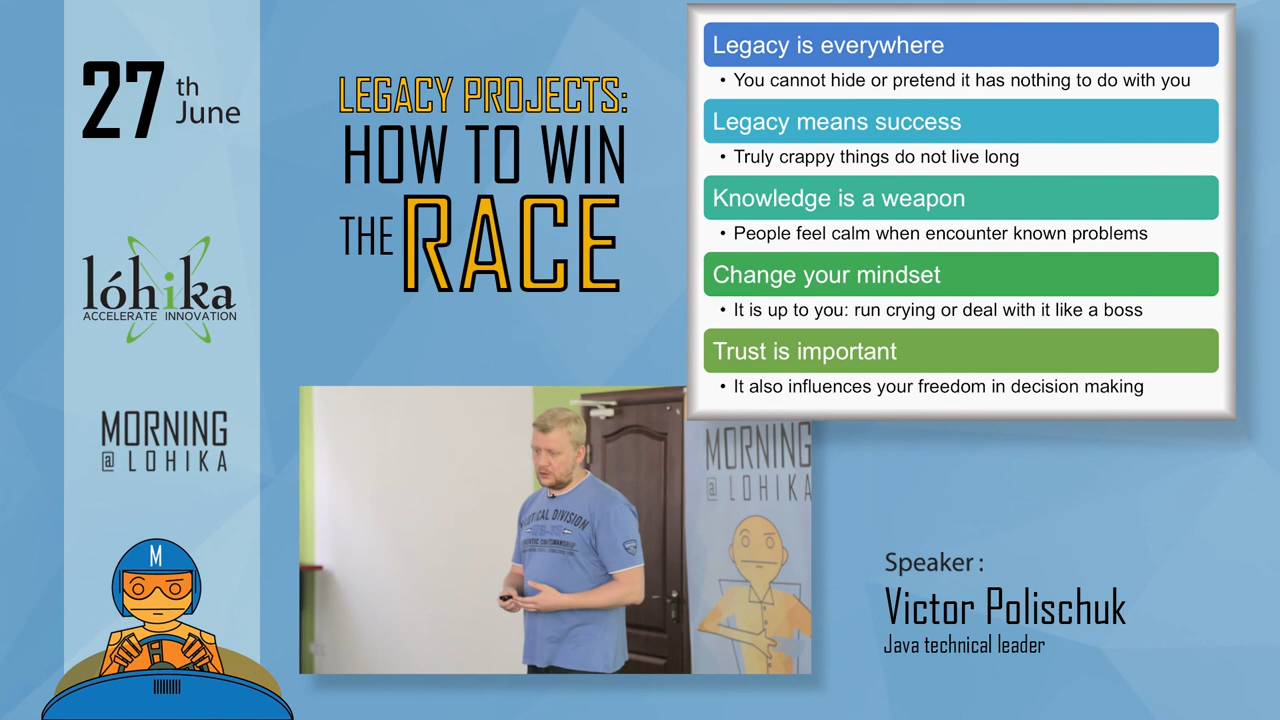 27
th
June
lóhika
ACCELERATE INNOVATION
MORNING
@ LOHIKA
M
LEGACY PROJECTS:
HOW TO WIN
THE RACE
Legacy is everywhere
• You cannot hide or pretend it has nothing to do with you
Legacy means success
• Truly crappy things do not live long
Knowledge is a weapon
• People feel calm when encounter known problems
Change your mindset
• It is up to you: run crying or deal with it like a boss
Trust is important
• It also influences your freedom in decision making
DIVISION
MORNING
@ LOHIKA
Speaker :
Victor Polischuk
Java technical leader